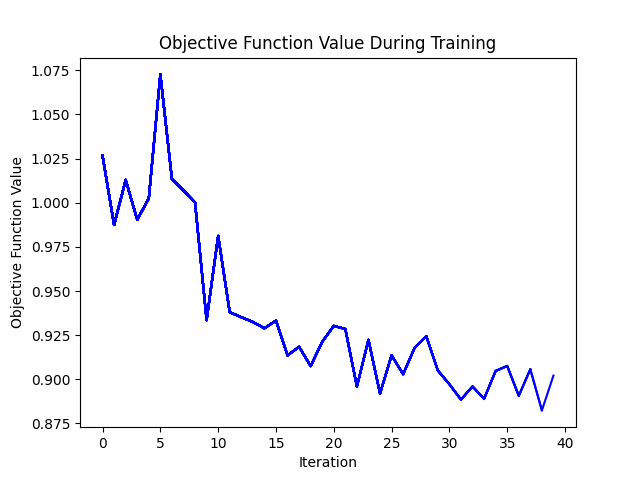 Objective Function Value During Training
1.075
1.050
1.025
1.000
0.975
0.950
0.925
0.900
0.875
Objective Function Value
0 5 10 15 20 25 30 35 40
Iteration